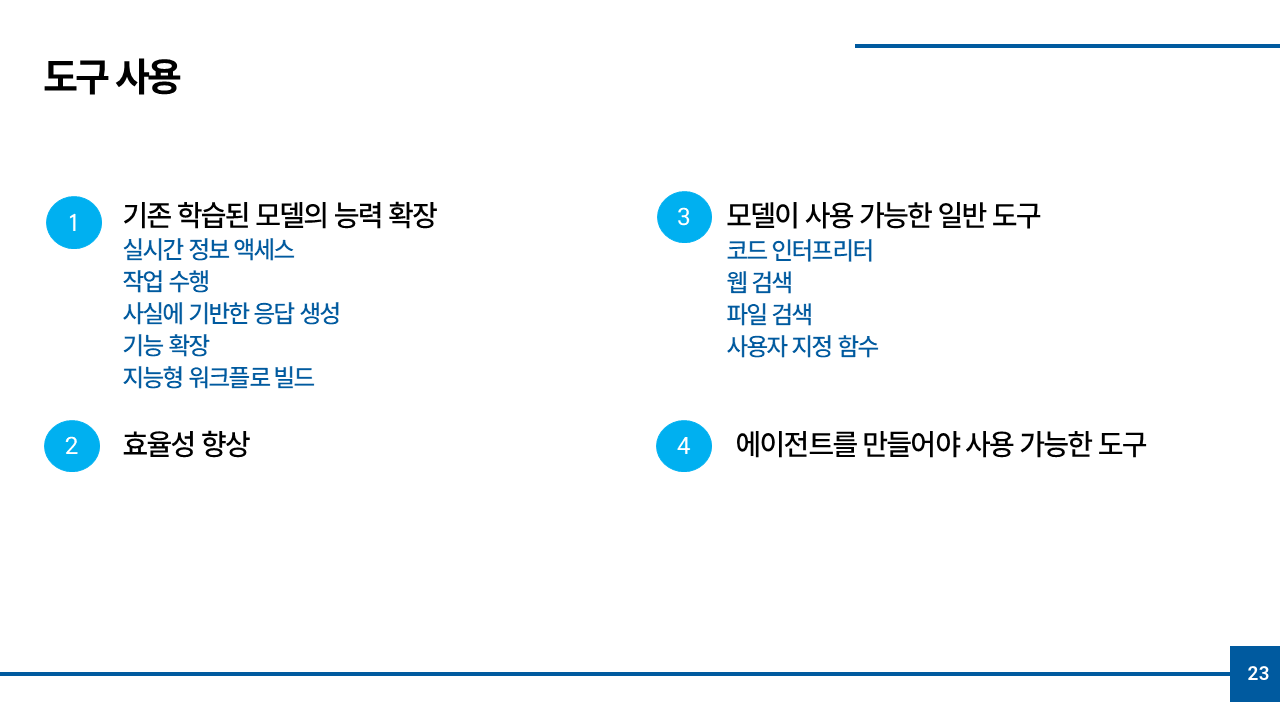 도구 사용
1
기존 학습된 모델의 능력 확장
실시간 정보 액세스
작업 수행
사실에 기반한 응답 생성
기능 확장
지능형 워크플로 빌드
2
효율성 향상
3
모델이 사용 가능한 일반 도구
코드 인터프리터
웹 검색
파일 검색
사용자 지정 함수
4
에이전트를 만들어야 사용 가능한 도구
23